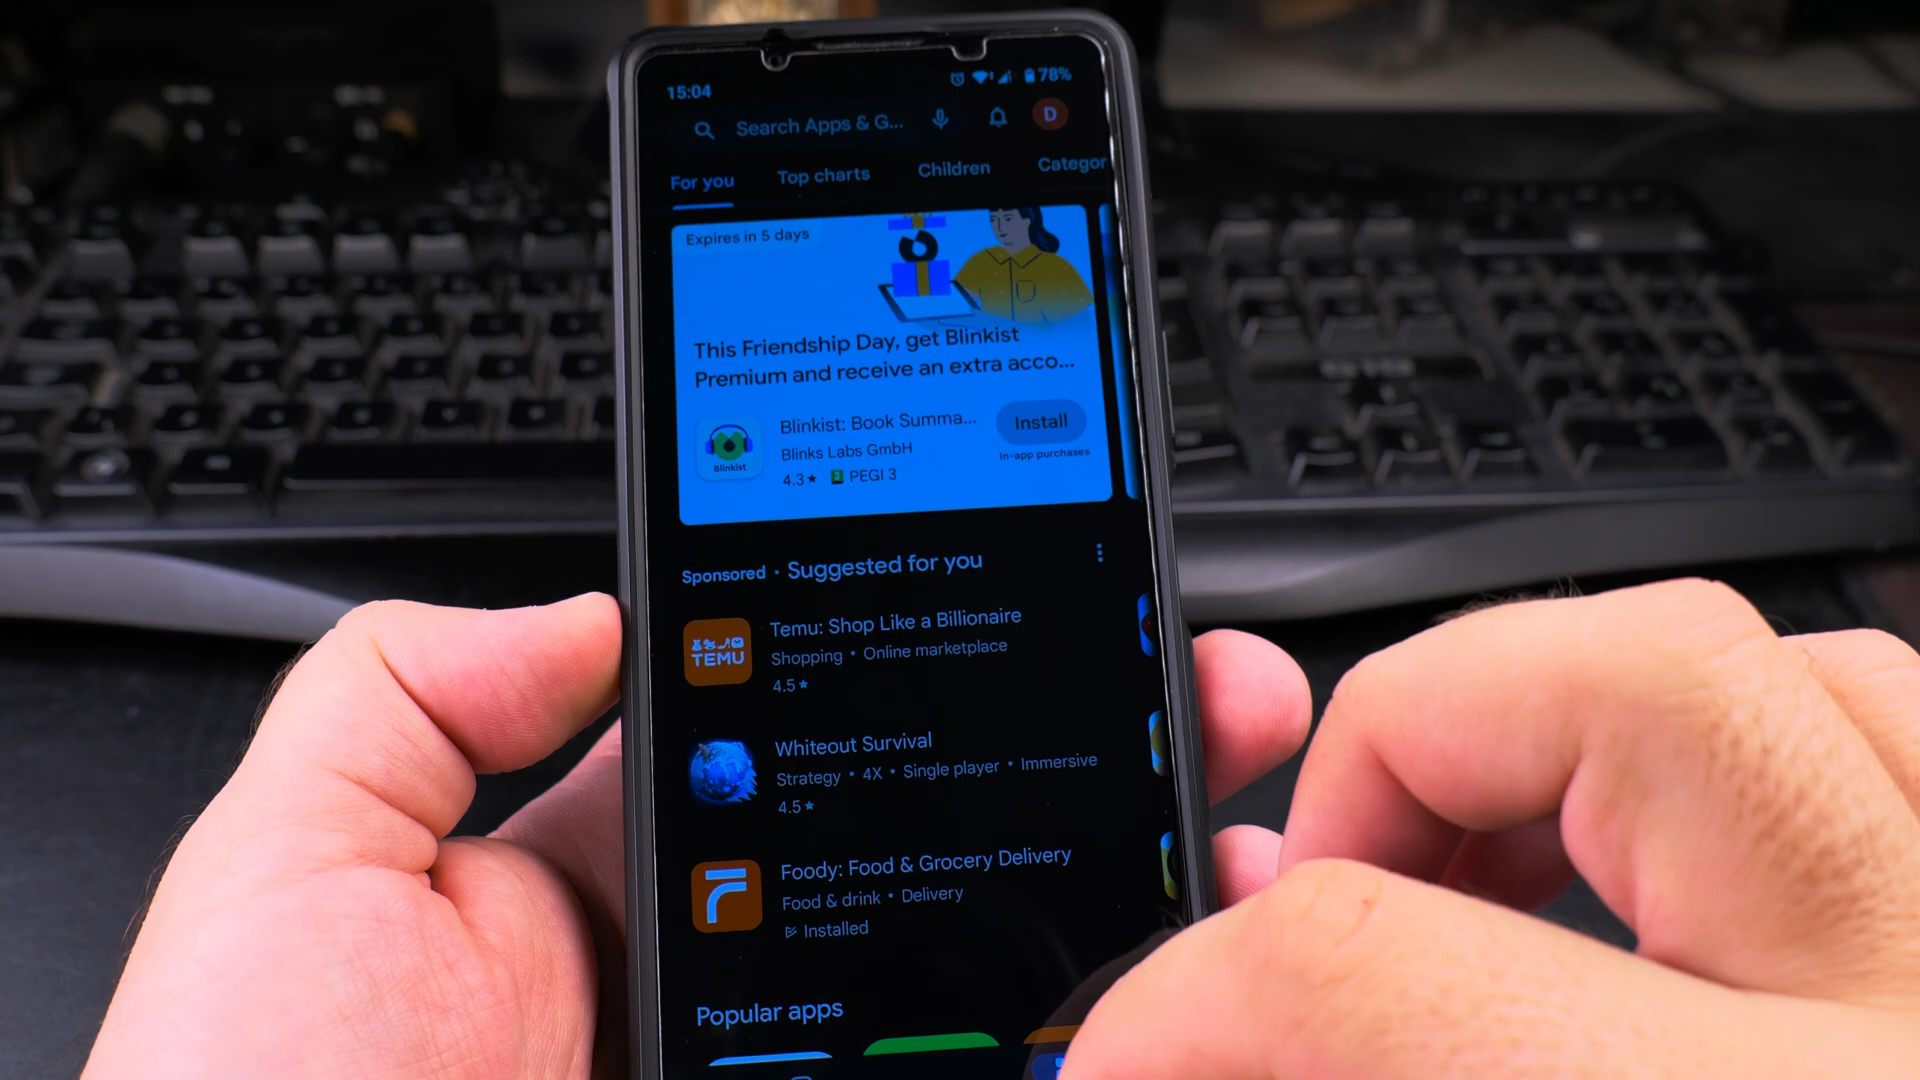 15:04
78%
Search Apps & G...
D
For you
Top charts
Children
Categor
Expires in 5 days
This Friendship Day, get Blinkist
Premium and receive an extra acco...
Blinkist
Blinkist: Book Summa...
Blinks Labs GmbH
4.3★ 3 PEGI 3
Install
In-app purchases
Sponsored • Suggested for you
TEMU
Temu: Shop Like a Billionaire
Shopping • Online marketplace
4.5★
Whiteout Survival
Strategy • 4X • Single player • Immersive
4.5★
Foody: Food & Grocery Delivery
Food & drink • Delivery
Installed
Popular apps